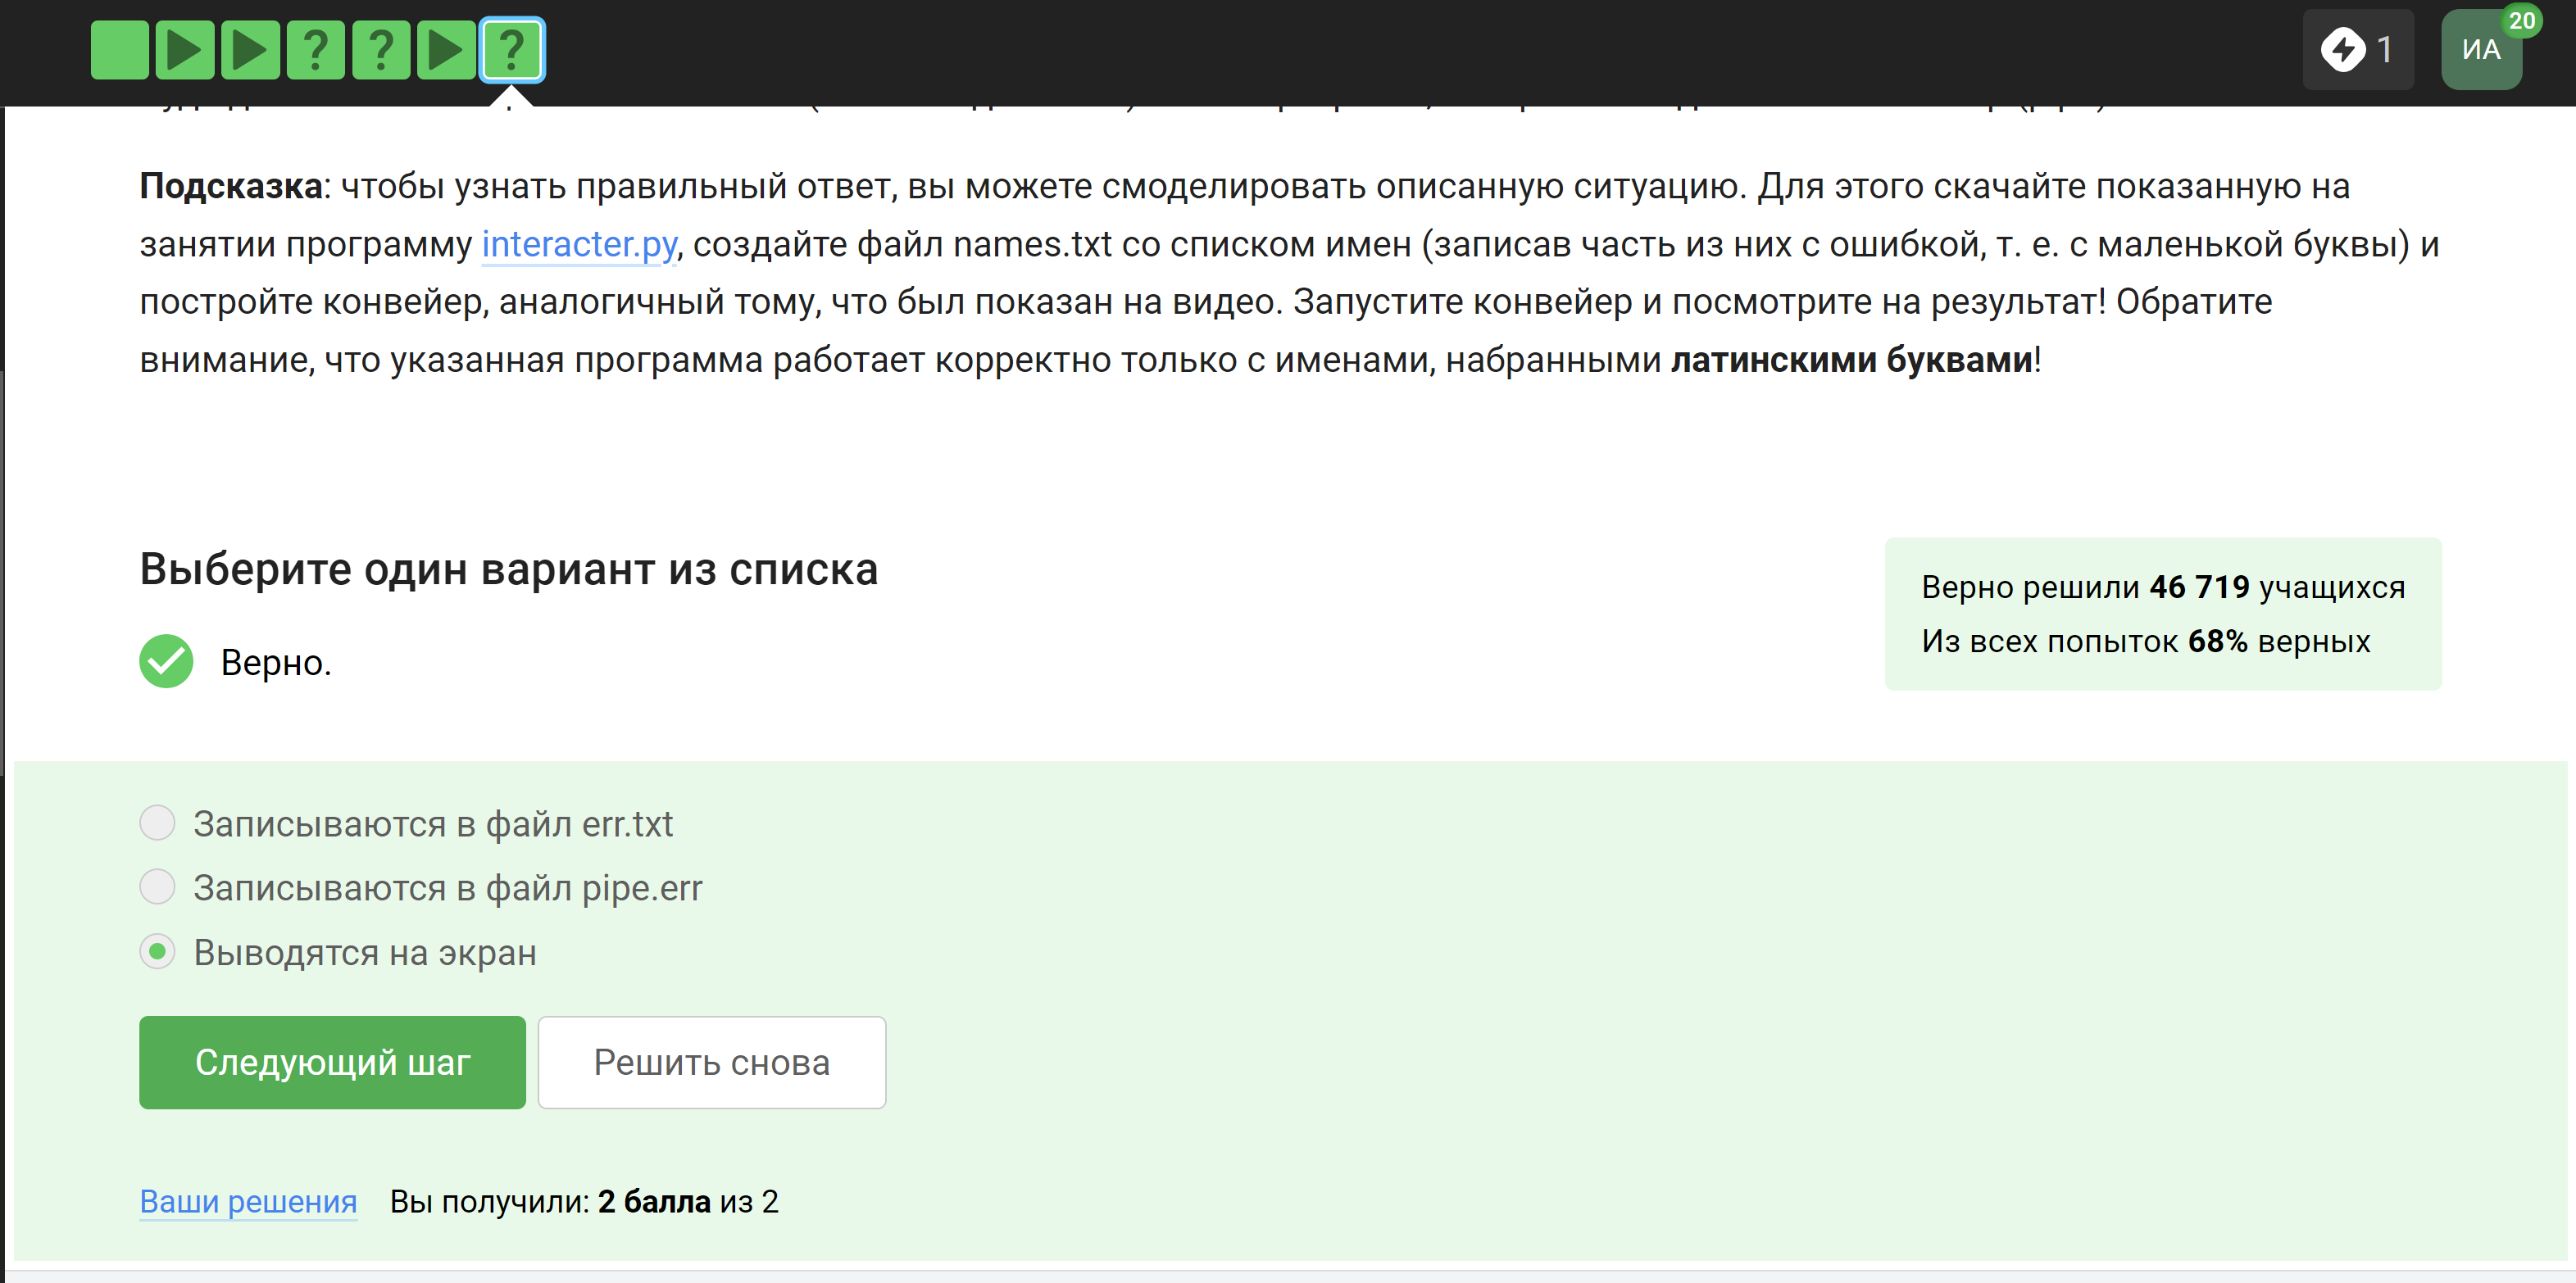 ? ? ?
1
ИА
20
Подсказка: чтобы узнать правильный ответ, вы можете смоделировать описанную ситуацию. Для этого скачайте показанную на
занятии программу interacter.py, создайте файл names.txt со списком имен (записав часть из них с ошибкой, т. е. с маленькой буквы) и
постройте конвейер, аналогичный тому, что был показан на видео. Запустите конвейер и посмотрите на результат! Обратите
внимание, что указанная программа работает корректно только с именами, набранными латинскими буквами!
Выберите один вариант из списка
Верно.
Верно решили 46 719 учащихся
Из всех попыток 68% верных
Записываются в файл err.txt
Записываются в файл pipe.err
Выводятся на экран
Следующий шаг
Решить снова
Ваши решения Вы получили: 2 балла из 2